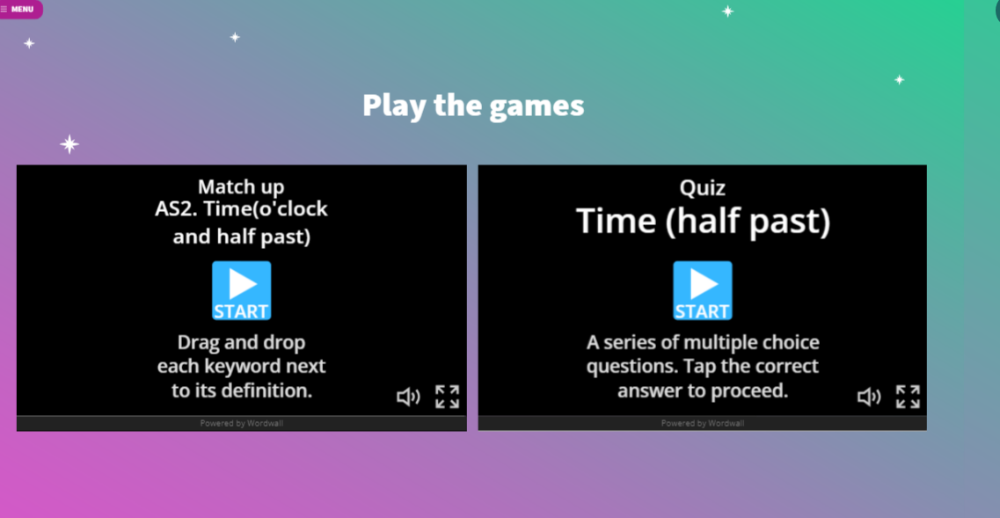 MENU
Play the games
Match up
AS2. Time(o'clock
and half past)
START
Drag and drop
each keyword next
to its definition.
Powered by Wordwall
Quiz
Time (half past)
START
A series of multiple choice
questions. Tap the correct
answer to proceed.
Powered by Wordwall